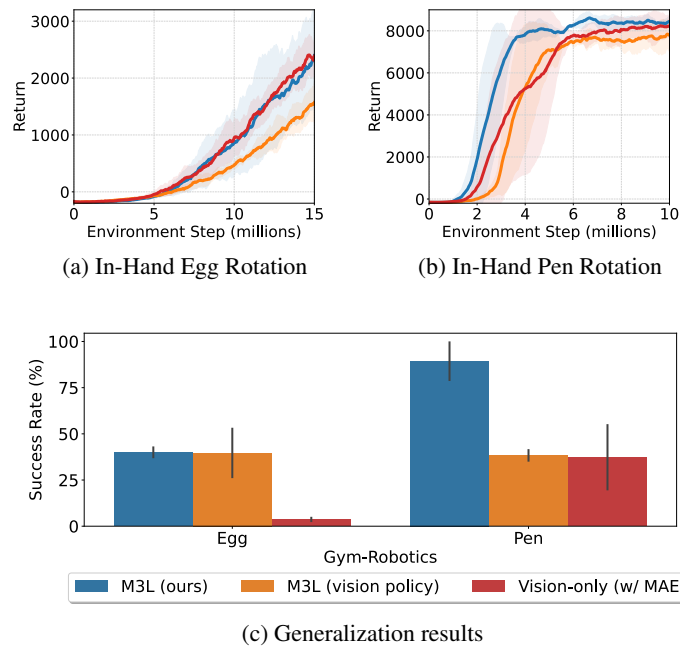 3000
2000
1000
0
Return
0 5 10 15
Environment Step (millions)
(a) In-Hand Egg Rotation
8000
6000
4000
2000
0
Return
0 2 4 6 8 10
Environment Step (millions)
(b) In-Hand Pen Rotation
100
75
50
25
0
Success Rate (%)
Egg Pen
Gym-Robotics
M3L (ours) M3L (vision policy) Vision-only (w/ MAE
(c) Generalization results